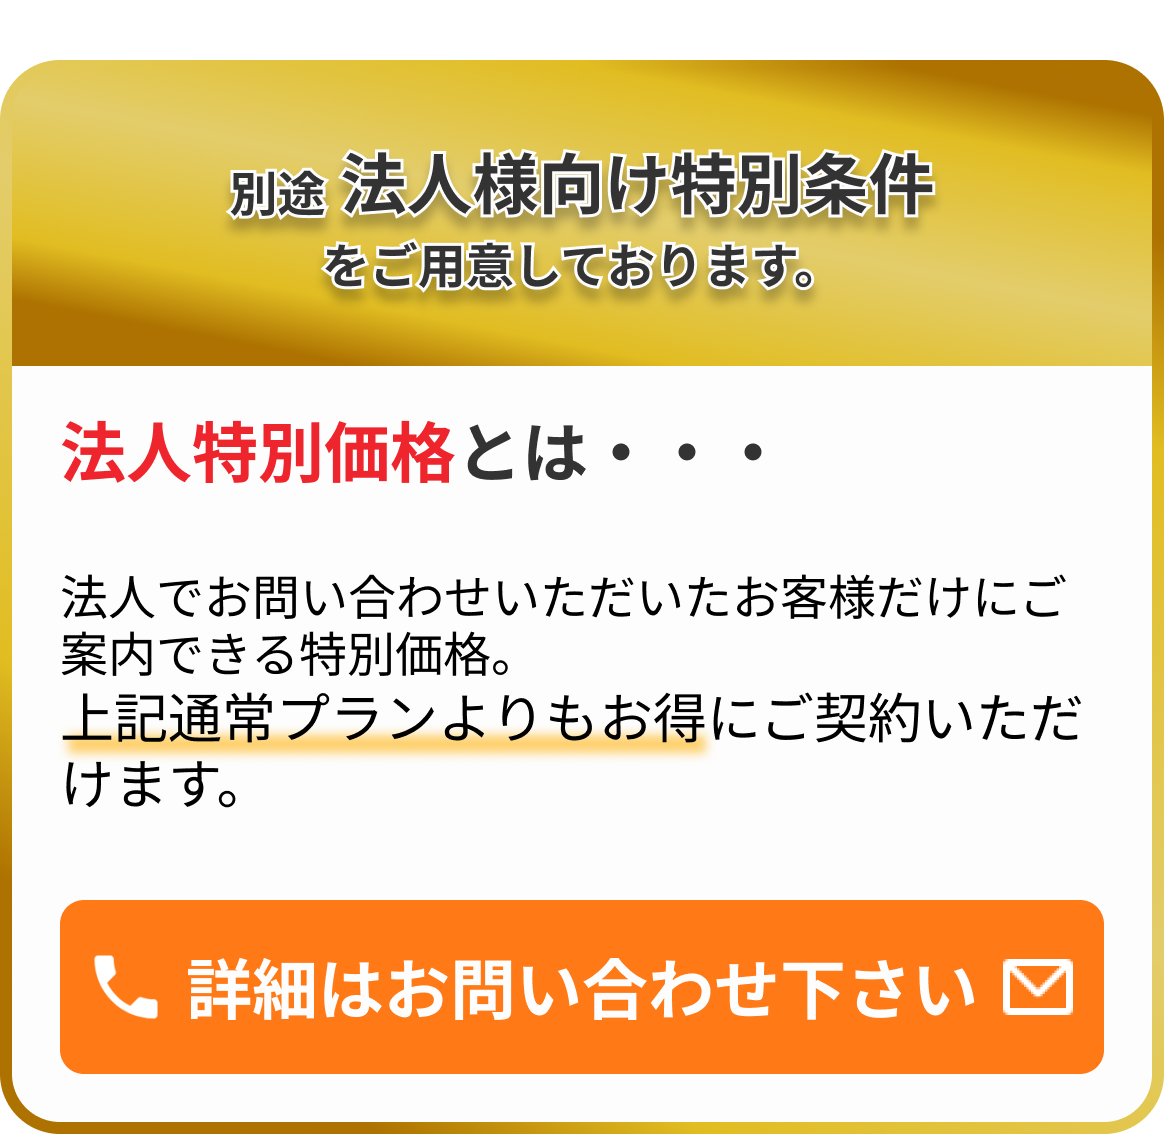 別途 法人様向け特別条件
をご用意しております。
法人特別価格とは・・・
法人でお問い合わせいただいたお客様だけにご
案内できる特別価格。
上記通常プランよりもお得にご契約いただ
けます。
詳細はお問い合わせ下さい